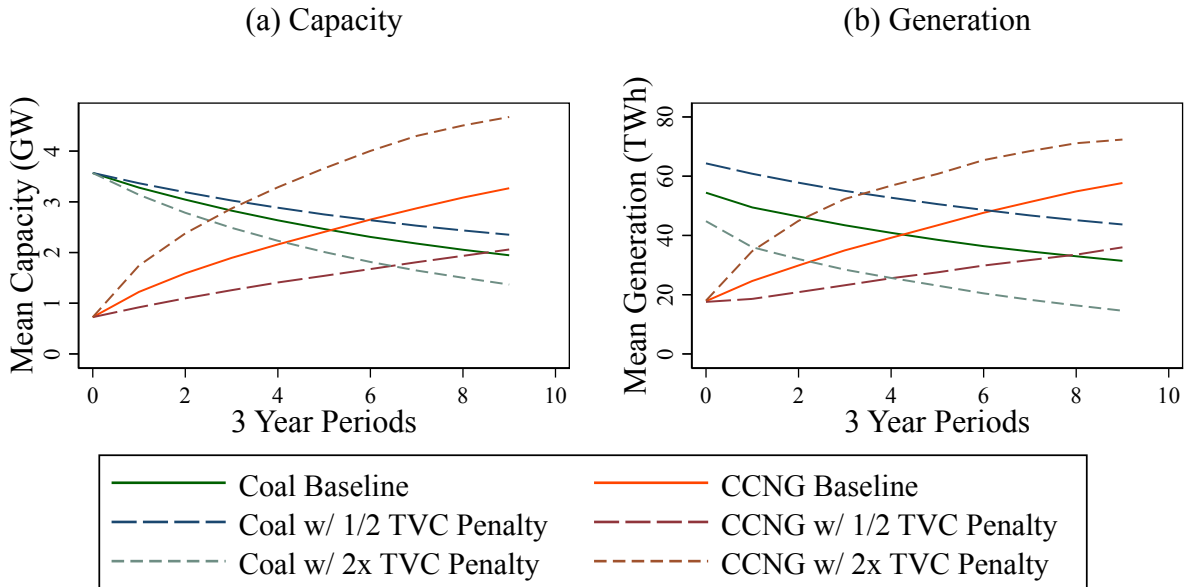 (a) Capacity
Mean Capacity (GW)
4
3
2
1
0
0 2 4 6 8 10
3 Year Periods
(b) Generation
Mean Generation (TWh)
80
60
40
20
0
0 2 4 6 8 10
3 Year Periods
Coal Baseline
CCNG Baseline
Coal w/ 1/2 TVC Penalty
CCNG w/ 1/2 TVC Penalty
Coal w/ 2x TVC Penalty
CCNG w/ 2x TVC Penalty